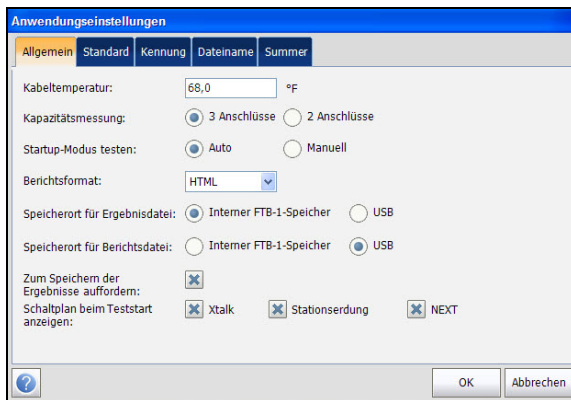 Anwendungseinstellungen
Allgemein Standard Kennung Dateiname Summer
Kabeltemperatur: 68,0 °F
Kapazitätsmessung: 3 Anschlüsse 2 Anschlüsse
Startup-Modus testen: Auto Manuell
Berichtsformat: HTML
Speicherort für Ergebnisdatei: Interner FTB-1-Speicher USB
Speicherort für Berichtsdatei: Interner FTB-1-Speicher USB
Zum Speichern der
Ergebnisse auffordern:
Schaltplan beim Teststart
anzeigen: Xtalk Stationserdung NEXT
? OK Abbrechen